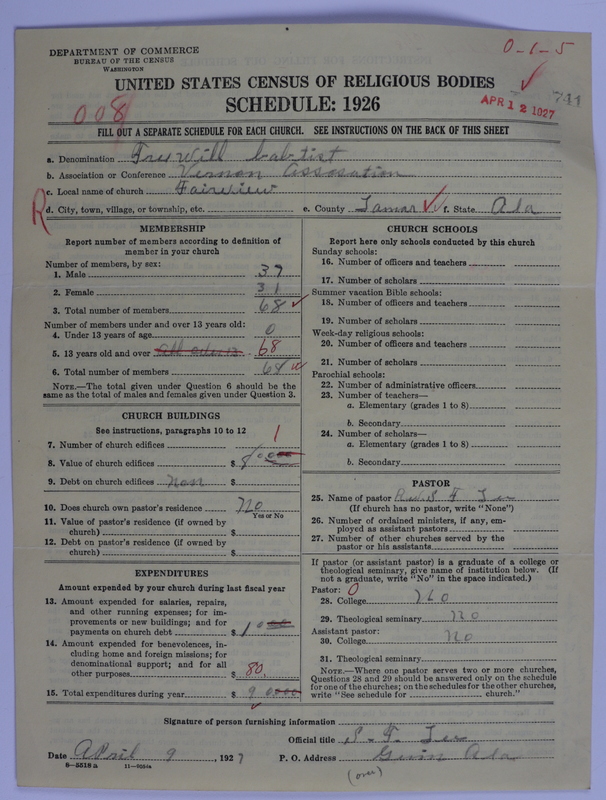 DEPARTMENT OF COMMERCE
BUREAU OF THE CENSUS
WASHINGTON
0-1-5
UNITED STATES CENSUS OF RELIGIOUS BODIES
SCHEDULE: 1926
008
APR 12 1927
741
FILL OUT A SEPARATE SCHEDULE FOR EACH CHURCH. SEE INSTRUCTIONS ON THE BACK OF THIS SHEET
a. Denomination Free Will babtist
b. Association or Conference Vernon Assosation
c. Local name of church Faireview
R d. City, town, village, or township, etc. e. County Lamar f. State Ala
MEMBERSHIP
Report number of members according to definition of member in your church
Number of members, by sex:
1. Male 37
2. Female 31
3. Total number of members 68
Number of members under and over 13 years old:
4. Under 13 years of age 0
5. 13 years old and over 68
6. Total number of members 68
NOTE.—The total given under Question 6 should be the same as the total of males and females given under Question 3.
CHURCH BUILDINGS
See instructions, paragraphs 10 to 12
7. Number of church edifices 1
8. Value of church edifices $ 
9. Debt on church edifices non $
10. Does church own pastor's residence no
Yes or No
11. Value of pastor's residence (if owned by church) $
12. Debt on pastor's residence (if owned by church) $
EXPENDITURES
Amount expended by your church during last fiscal year
13. Amount expended for salaries, repairs, and other running expenses; for improvements or new buildings; and for payments on church debt $ 10
14. Amount expended for benevolences, including home and foreign missions; for denominational support; and for all other purposes $ 80.
15. Total expenditures during year $ 90
CHURCH SCHOOLS
Report here only schools conducted by this church
Sunday schools:
16. Number of officers and teachers
17. Number of scholars
Summer vacation Bible schools:
18. Number of officers and teachers
19. Number of scholars
Week-day religious schools:
20. Number of officers and teachers
21. Number of scholars
Parochial schools:
22. Number of administrative officers
23. Number of teachers—
a. Elementary (grades 1 to 8)
b. Secondary
24. Number of scholars—
a. Elementary (grades 1 to 8)
b. Secondary
PASTOR
25. Name of pastor
(If church has no pastor, write "None")
26. Number of ordained ministers, if any, employed as assistant pastors
27. Number of other churches served by the pastor or his assistants
If pastor (or assistant pastor) is a graduate of a college or theological seminary, give name of institution below. (If not a graduate, write "No" in the space indicated.)
Pastor: 0
28. College no
29. Theological seminary no
Assistant pastor:
30. College no
31. Theological seminary
NOTE.—Where one pastor serves two or more churches, Questions 28 and 29 should be answered only on the schedule for one of the churches; on the schedules for the other churches, write "See schedule for church."
Signature of person furnishing information
Official title S. F.
Date April 9, 1927 P. O. Address Guin Ala
6-5518 a 11-9554a
(over)